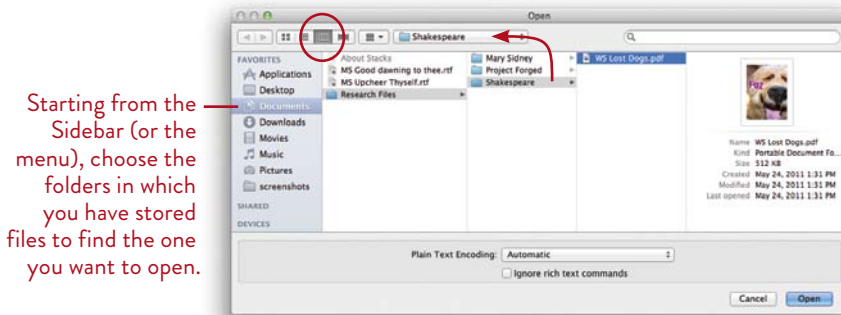 Open
Shakespeare
FAVORITES
Applications
Desktop
Documents
Downloads
Movies
Music
Pictures
screenshots
SHARED
DEVICES
About Stacks
MS Good dawning to thee.rtf
MS Upcheer Thyself.rtf
Research Files
Mary Sidney
Project Forged
Shakespeare
WS Lost Dogs.pdf
Foz
Name WS Lost Dogs.pdf
Kind Portable Document Fo...
Size 512 KB
Created May 24, 2011 1:31 PM
Modified May 24, 2011 1:31 PM
Last opened May 24, 2011 1:31 PM
Starting from the
Sidebar (or the
menu), choose the
folders in which
you have stored
files to find the one
you want to open.
Plain Text Encoding: Automatic
Ignore rich text commands
Cancel Open